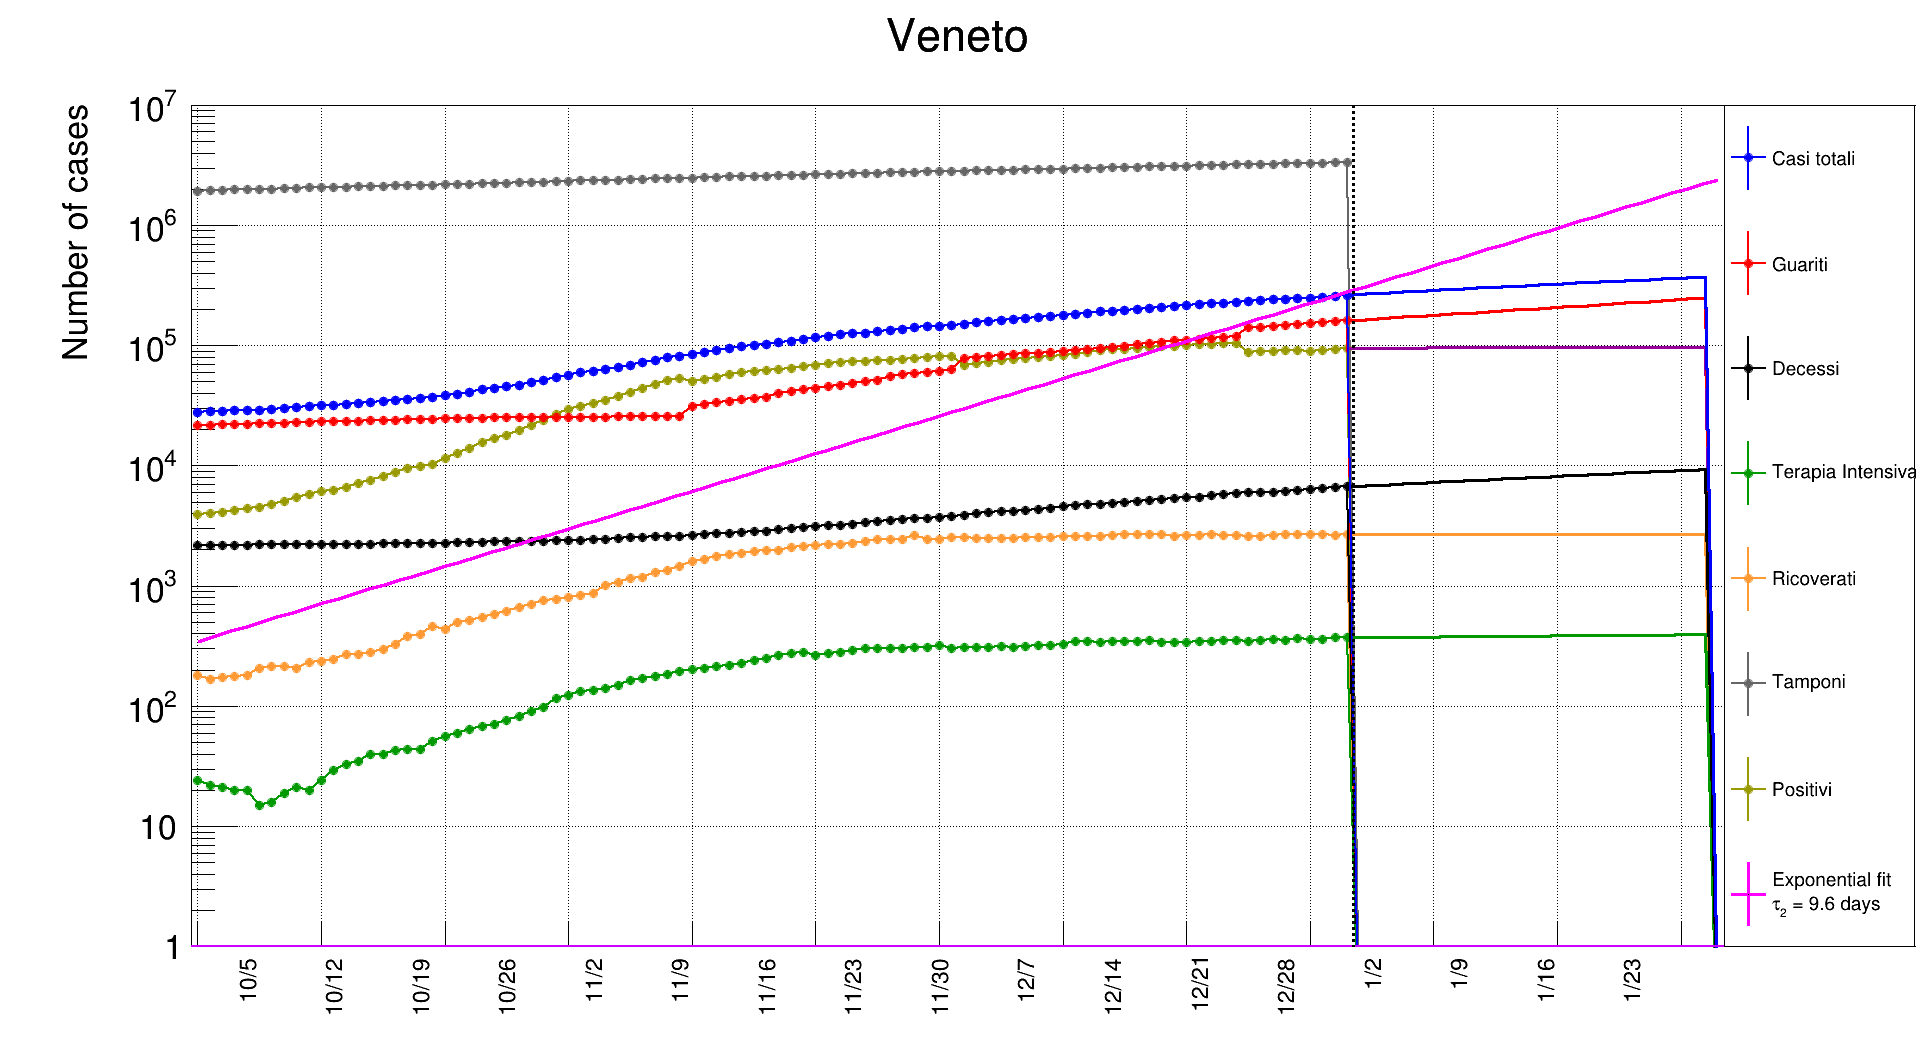 Veneto
Number of cases
10^7
10^6
10^5
10^4
10^3
10^2
10
1
10/5
10/12
10/19
10/26
11/2
11/9
11/16
11/23
11/30
12/7
12/14
12/21
12/28
1/2
1/9
1/16
1/23
Casi totali
Guariti
Decessi
Terapia Intensiva
Ricoverati
Tamponi
Positivi
Exponential fit
τ₂ = 9.6 days